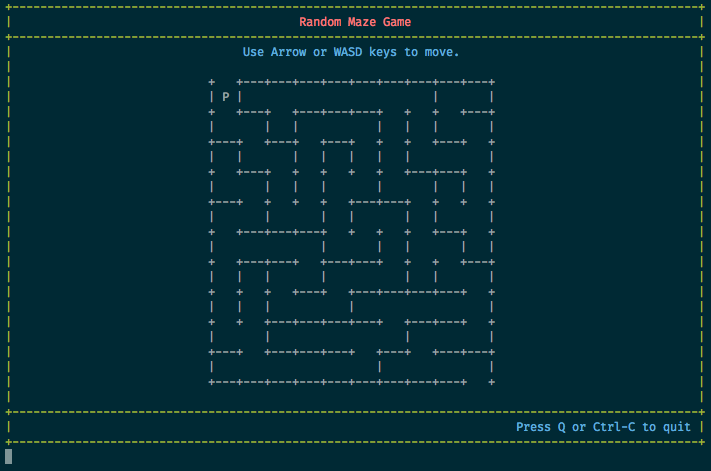 Random Maze Game
Use Arrow or WASD keys to move.
P
Press Q or Ctrl-C to quit